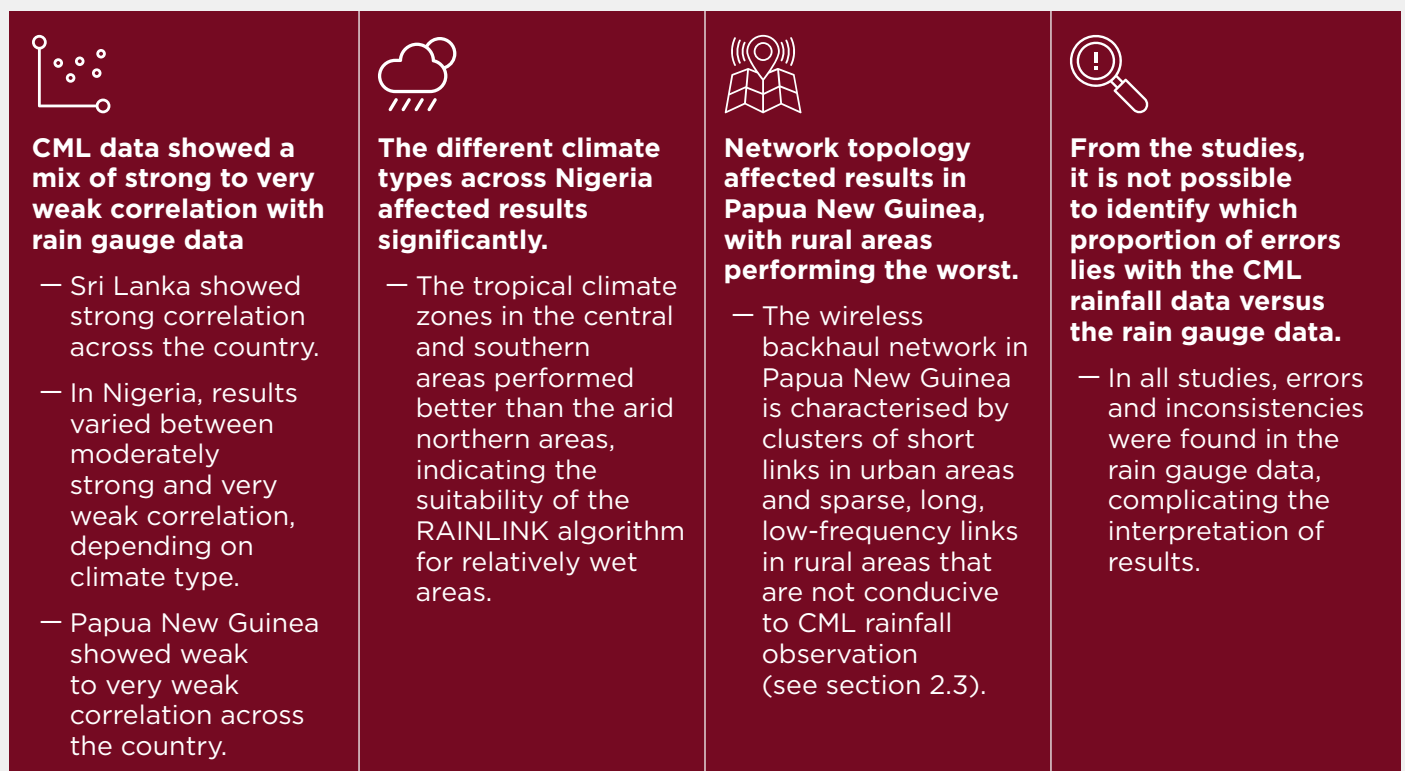 CML data showed a
mix of strong to very
weak correlation with
rain gauge data
— Sri Lanka showed
strong correlation
across the country.
— In Nigeria, results
varied between
moderately
strong and very
weak correlation,
depending on
climate type.
— Papua New Guinea
showed weak
to very weak
correlation across
the country.
The different climate
types across Nigeria
affected results
significantly.
— The tropical climate
zones in the central
and southern
areas performed
better than the arid
northern areas,
indicating the
suitability of the
RAINLINK algorithm
for relatively wet
areas.
Network topology
affected results in
Papua New Guinea,
with rural areas
performing the worst.
— The wireless
backhaul network in
Papua New Guinea
is characterised by
clusters of short
links in urban areas
and sparse, long,
low-frequency links
in rural areas that
are not conducive
to CML rainfall
observation
(see section 2.3).
From the studies,
it is not possible
to identify which
proportion of errors
lies with the CML
rainfall data versus
the rain gauge data.
— In all studies, errors
and inconsistencies
were found in the
rain gauge data,
complicating the
interpretation of
results.